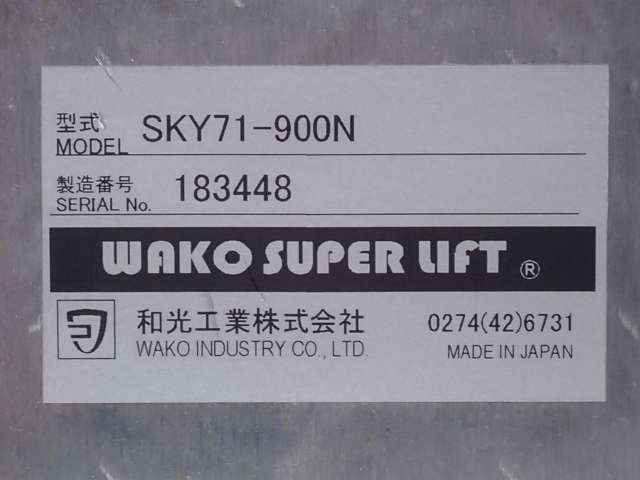 型式
MODEL SKY71-900N
製造番号
SERIAL No. 183448
WAKO SUPER LIFT ®
和光工業株式会社 0274(42)6731
WAKO INDUSTRY CO., LTD. MADE IN JAPAN